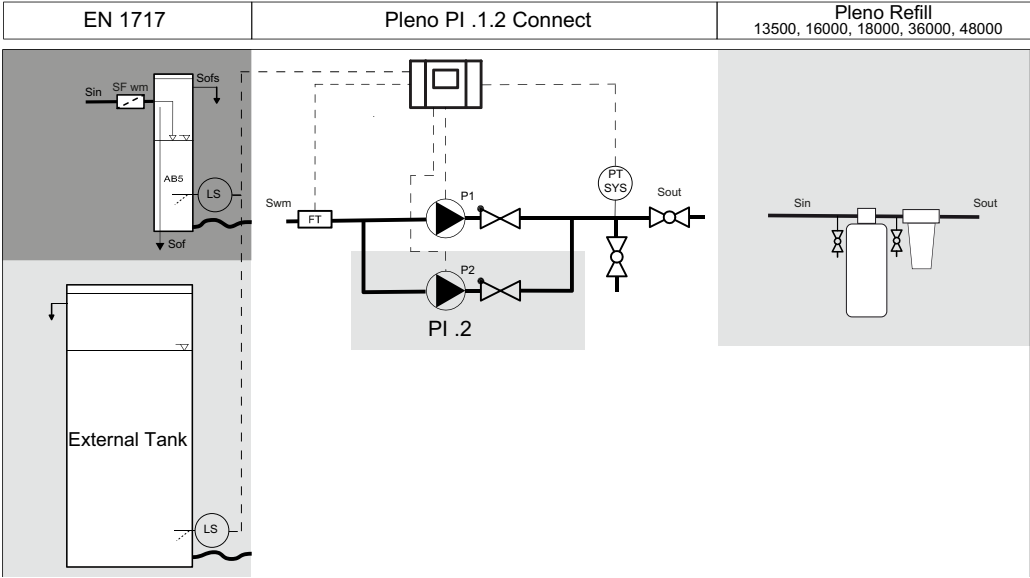 EN 1717
Pleno PI .1.2 Connect
Pleno Refill
13500, 16000, 18000, 36000, 48000
Sin
SF wm
Sofs
AB5
LS
Sof
Swm
FT
P1
PT
SYS
Sout
P2
PI .2
Sin
Sout
External Tank
LS